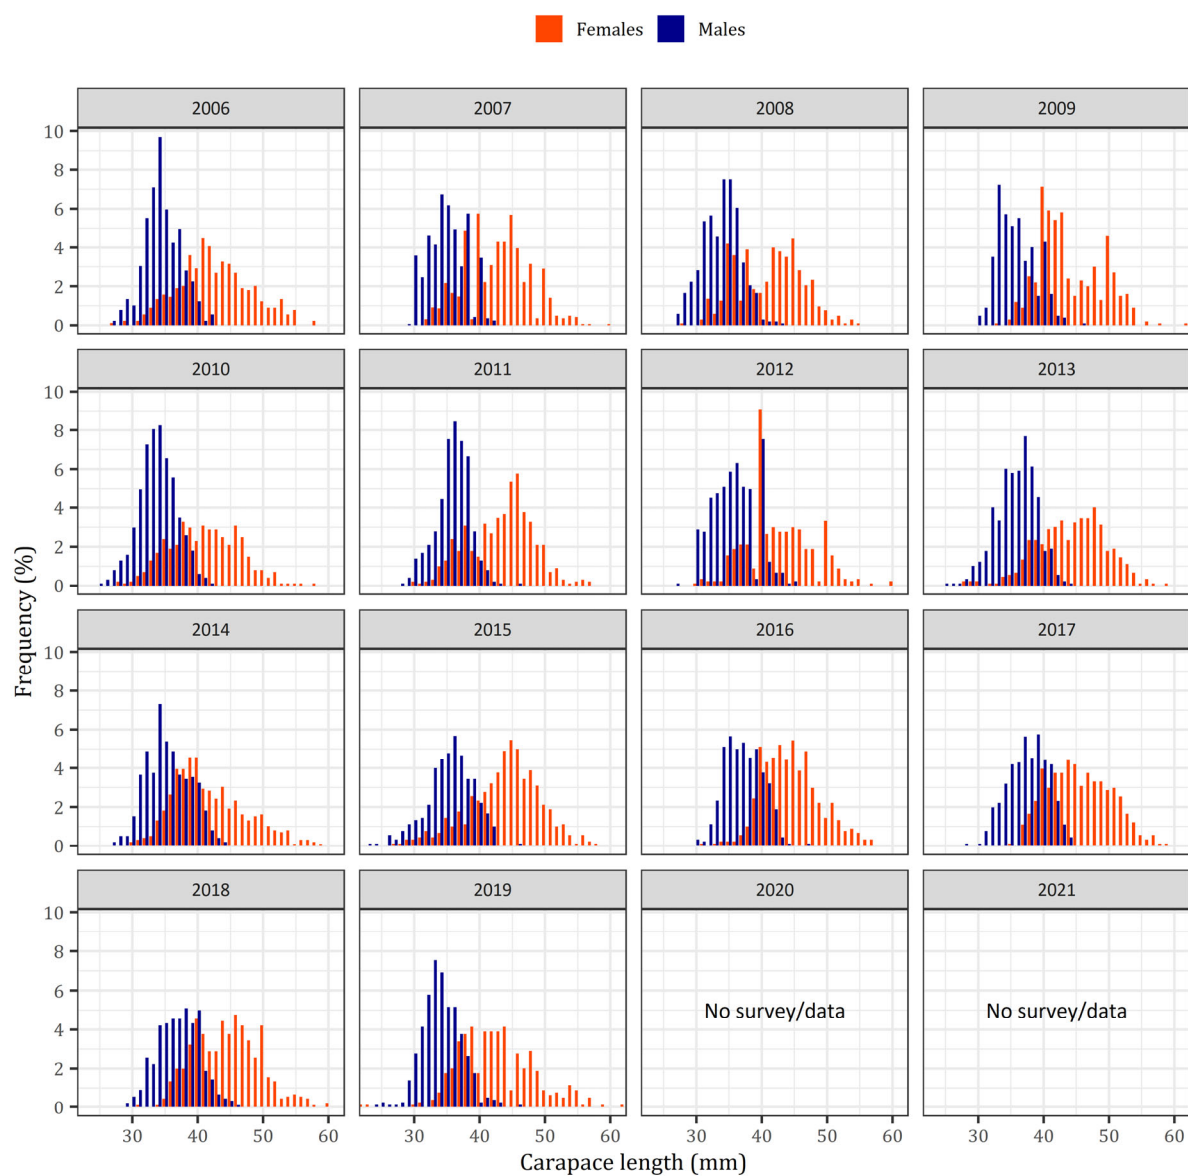 Females Males
2006 2007 2008 2009
10
8
6
4
2
0
2010 2011 2012 2013
10
8
6
4
2
0
Frequency (%)
2014 2015 2016 2017
10
8
6
4
2
0
2018 2019 2020 2021
10
8
6
4
2
0
No survey/data No survey/data
30 40 50 60 30 40 50 60 30 40 50 60 30 40 50 60
Carapace length (mm)